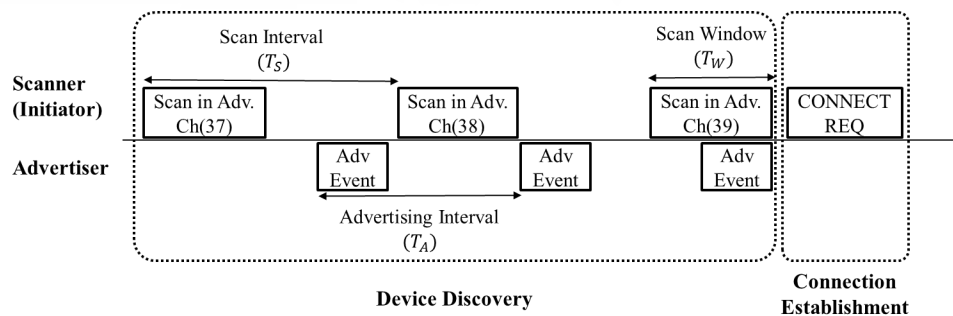 Scan Interval
(T_S)
Scan Window
(T_W)
Scanner
(Initiator)
Scan in Adv.
Ch(37)
Scan in Adv.
Ch(38)
Scan in Adv.
Ch(39)
CONNECT
REQ
Advertiser
Adv
Event
Adv
Event
Adv
Event
Advertising Interval
(T_A)
Device Discovery
Connection
Establishment